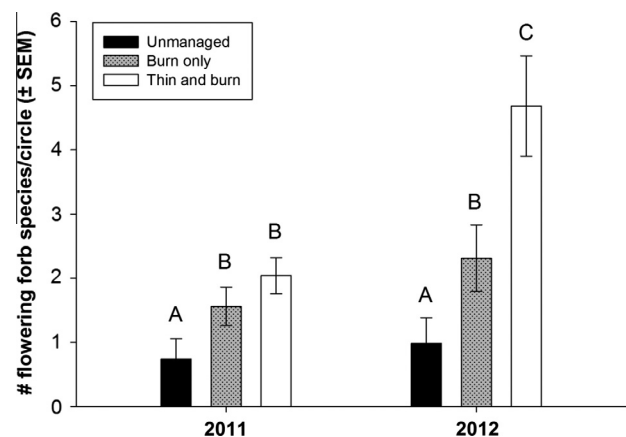 # flowering forb species/circle (± SEM)
6
5
4
3
2
1
0
Unmanaged
Burn only
Thin and burn
A
B
B
A
B
C
2011
2012